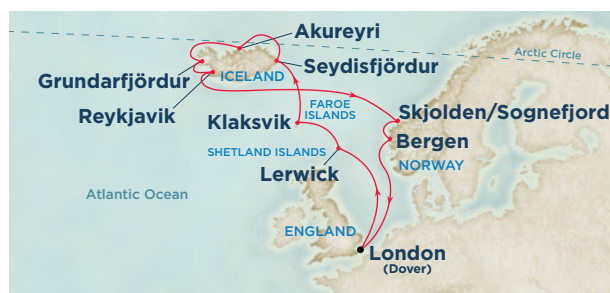 Akureyri
Arctic Circle
Seydisfjördur
Grundarfjördur
ICELAND
Reykjavik
FAROE
ISLANDS
Skjolden/Sognefjord
Klaksvik
Bergen
SHETLAND ISLANDS
NORWAY
Lerwick
Atlantic Ocean
ENGLAND
London
(Dover)